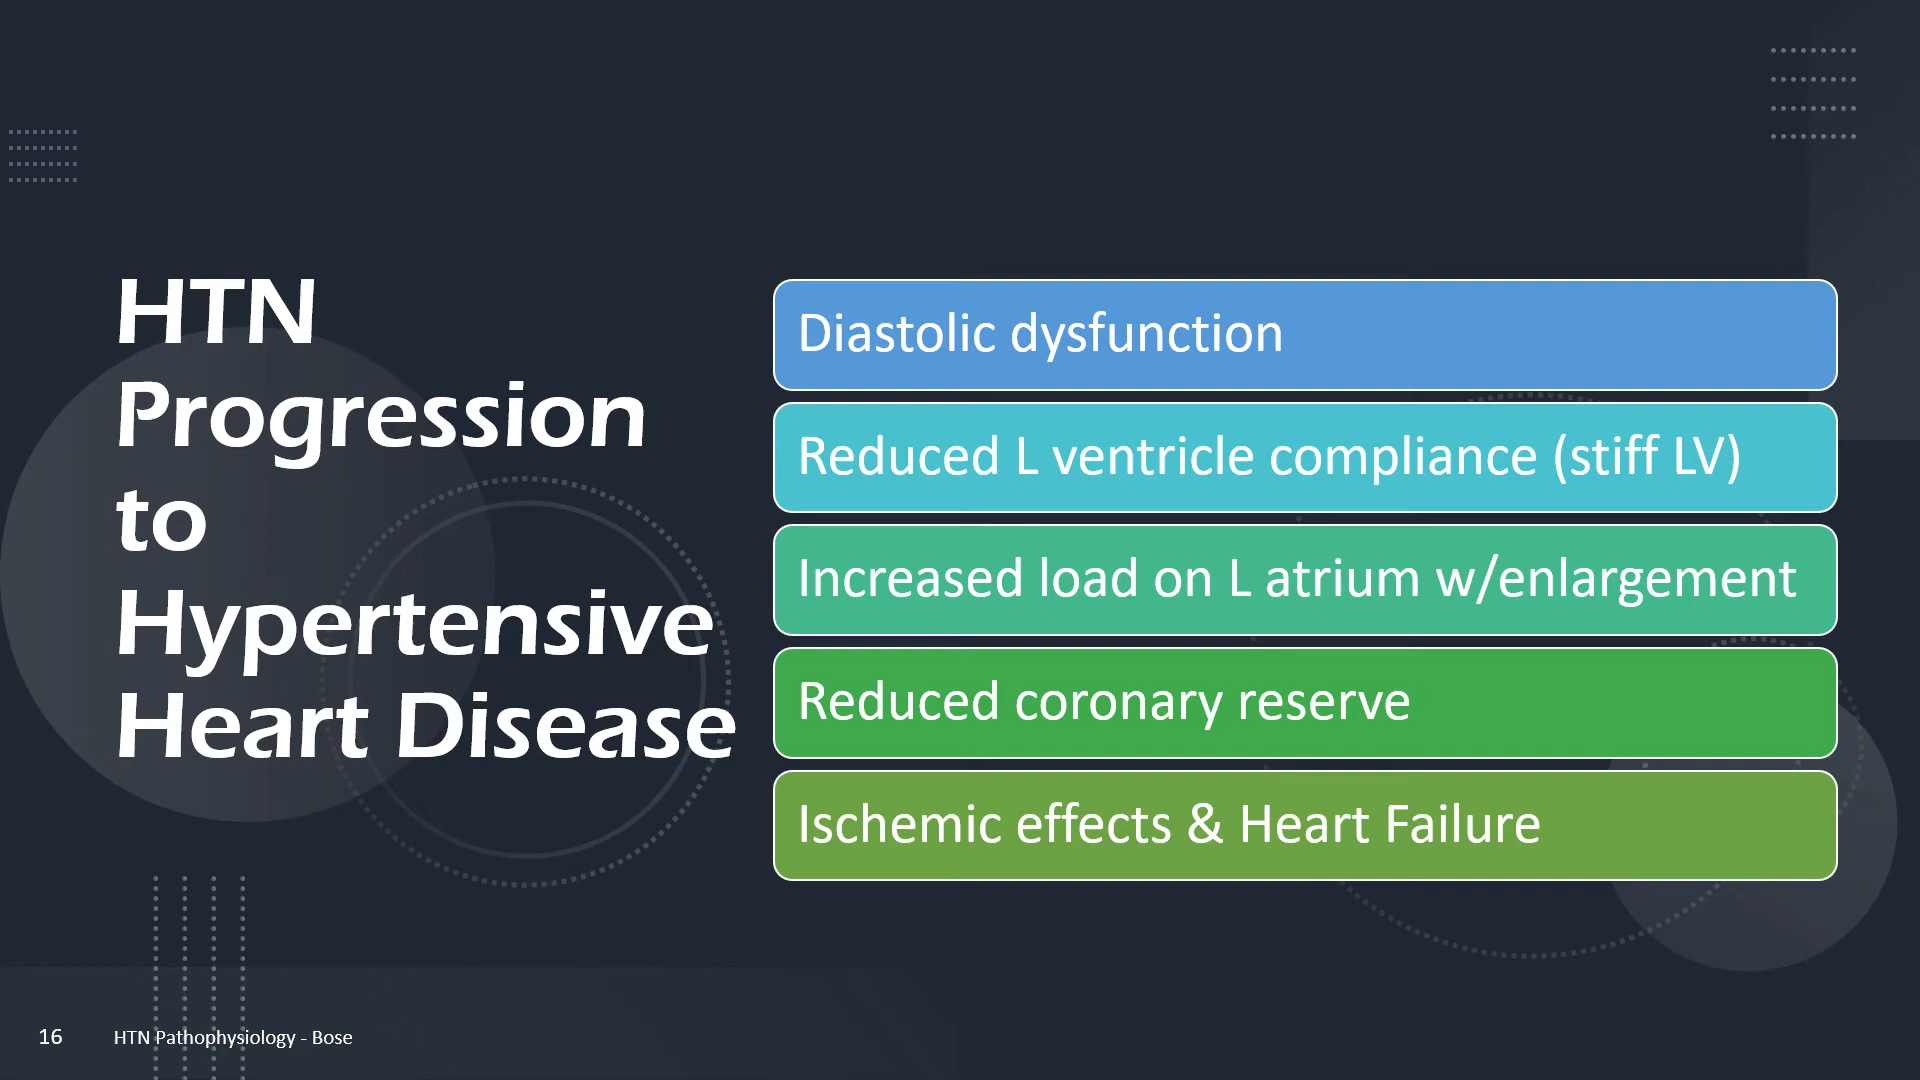 HTN
Progression
to
Hypertensive
Heart Disease
Diastolic dysfunction
Reduced L ventricle compliance (stiff LV)
Increased load on L atrium w/enlargement
Reduced coronary reserve
Ischemic effects & Heart Failure
16
HTN Pathophysiology - Bose